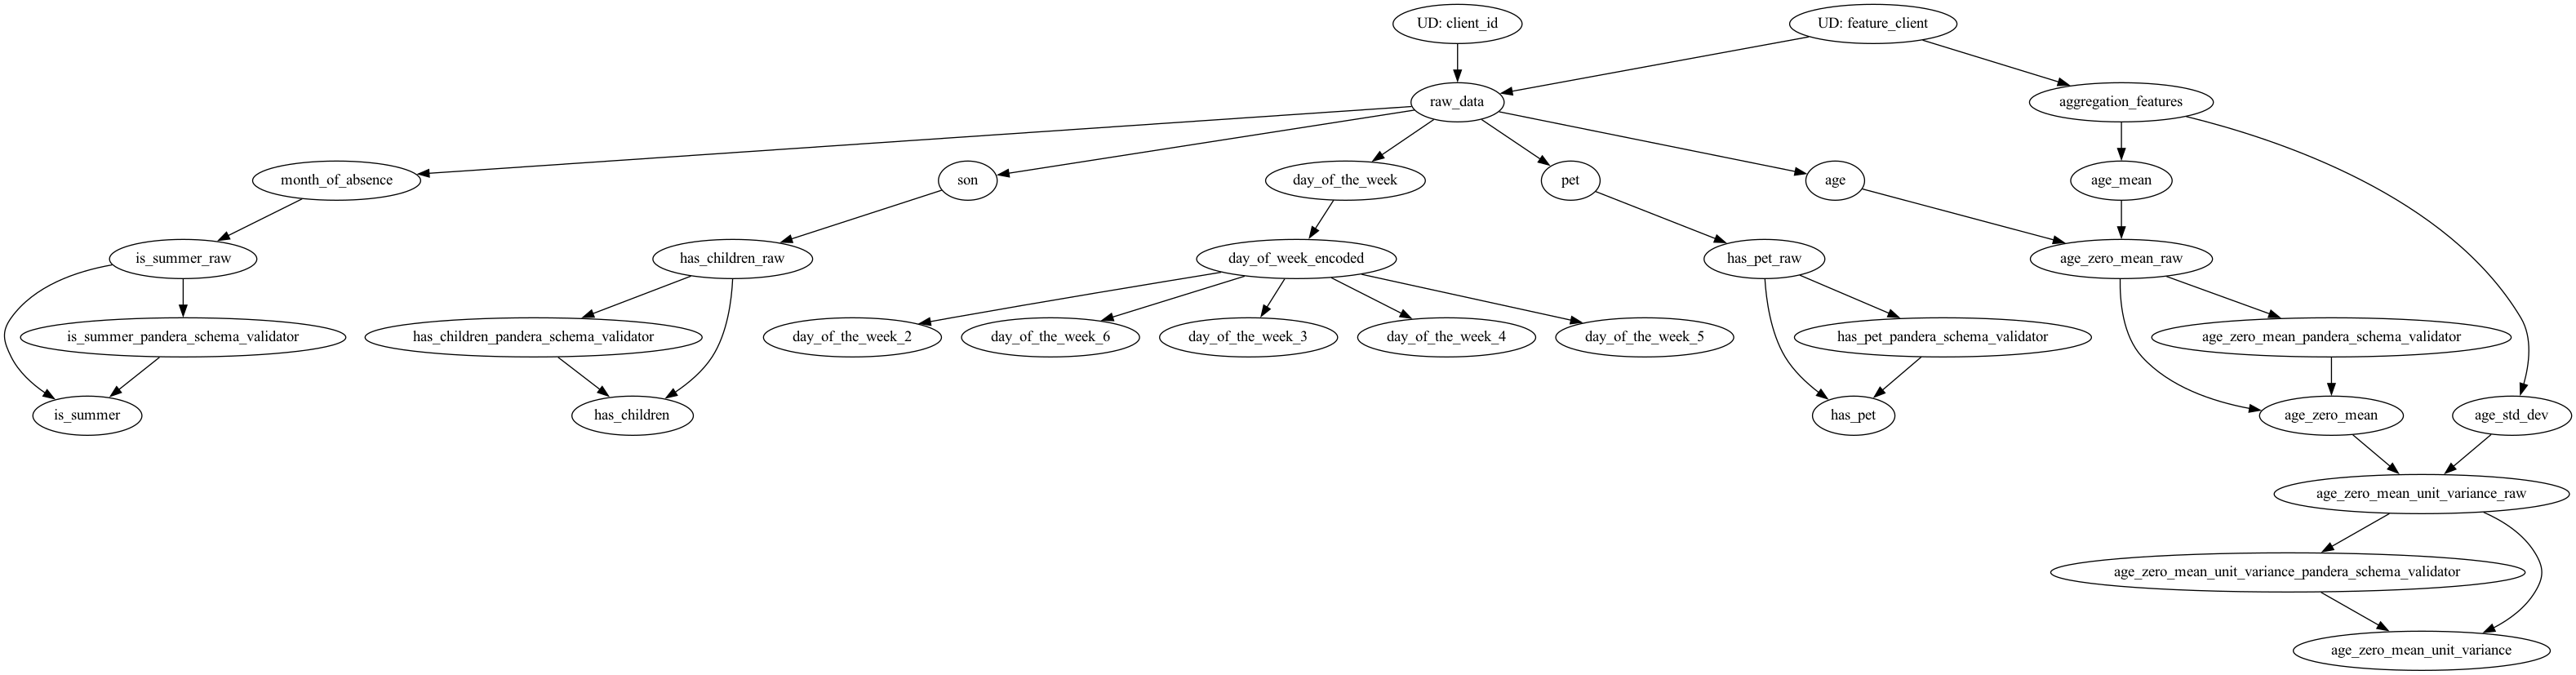 UD: client_id
UD: feature_client
raw_data
aggregation_features
month_of_absence
son
day_of_the_week
pet
age
age_mean
is_summer_raw
has_children_raw
day_of_week_encoded
has_pet_raw
age_zero_mean_raw
is_summer_pandera_schema_validator
has_children_pandera_schema_validator
day_of_the_week_2
day_of_the_week_6
day_of_the_week_3
day_of_the_week_4
day_of_the_week_5
has_pet_pandera_schema_validator
age_zero_mean_pandera_schema_validator
is_summer
has_children
has_pet
age_zero_mean
age_std_dev
age_zero_mean_unit_variance_raw
age_zero_mean_unit_variance_pandera_schema_validator
age_zero_mean_unit_variance